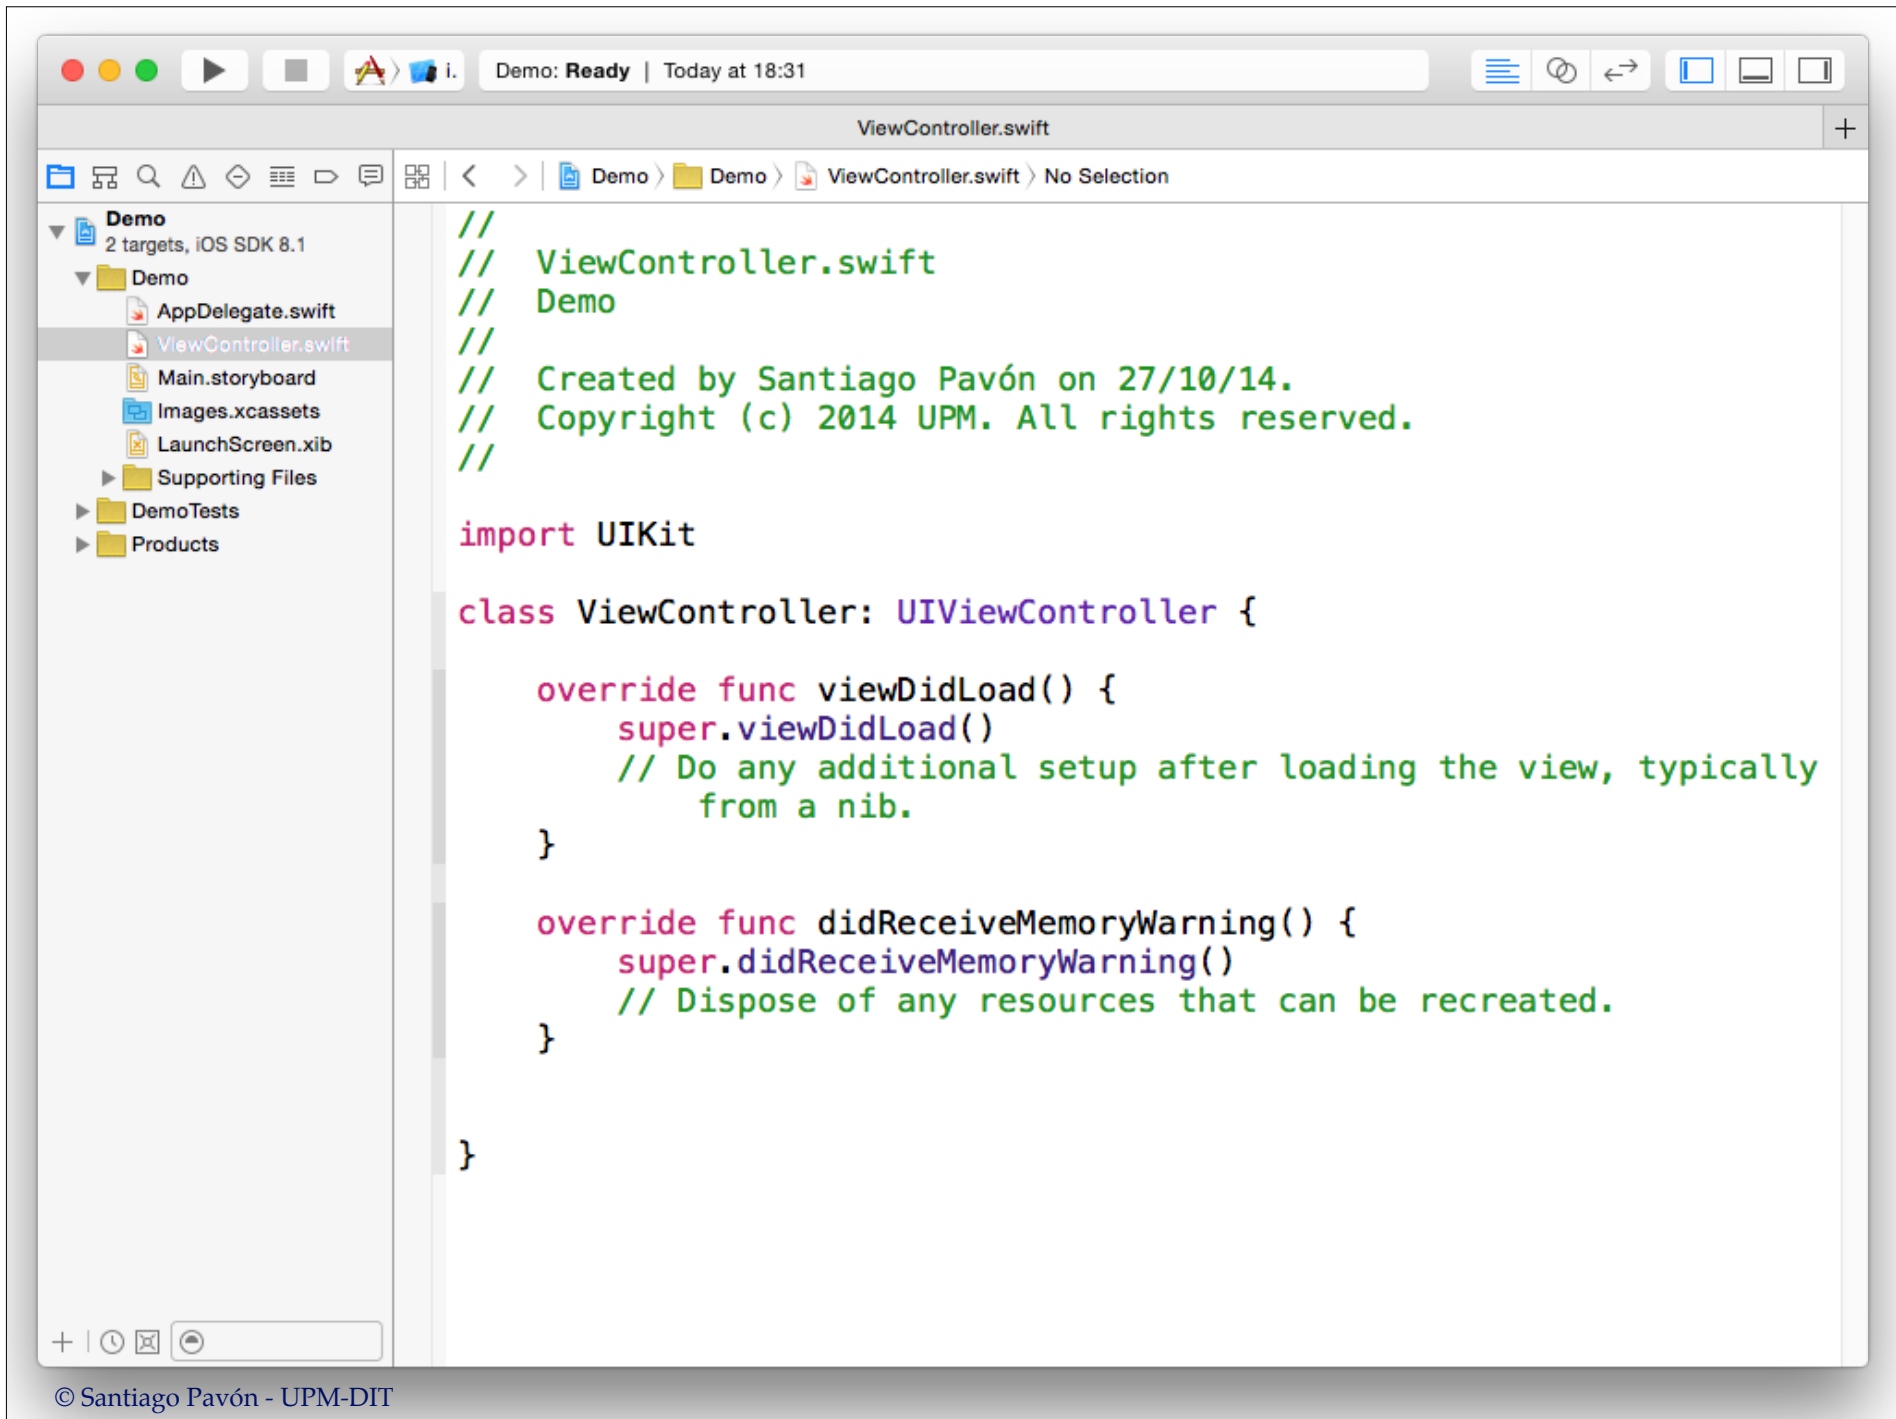 i.
Demo: Ready | Today at 18:31
ViewController.swift
Demo
Demo
ViewController.swift
No Selection
Demo
2 targets, iOS SDK 8.1
Demo
AppDelegate.swift
ViewController.swift
Main.storyboard
Images.xcassets
LaunchScreen.xib
Supporting Files
DemoTests
Products
//
//  ViewController.swift
//  Demo
//
//  Created by Santiago Pavón on 27/10/14.
//  Copyright (c) 2014 UPM. All rights reserved.
//
import UIKit
class ViewController: UIViewController {
    override func viewDidLoad() {
        super.viewDidLoad()
        // Do any additional setup after loading the view, typically
            from a nib.
    }
    override func didReceiveMemoryWarning() {
        super.didReceiveMemoryWarning()
        // Dispose of any resources that can be recreated.
    }
}
© Santiago Pavón - UPM-DIT